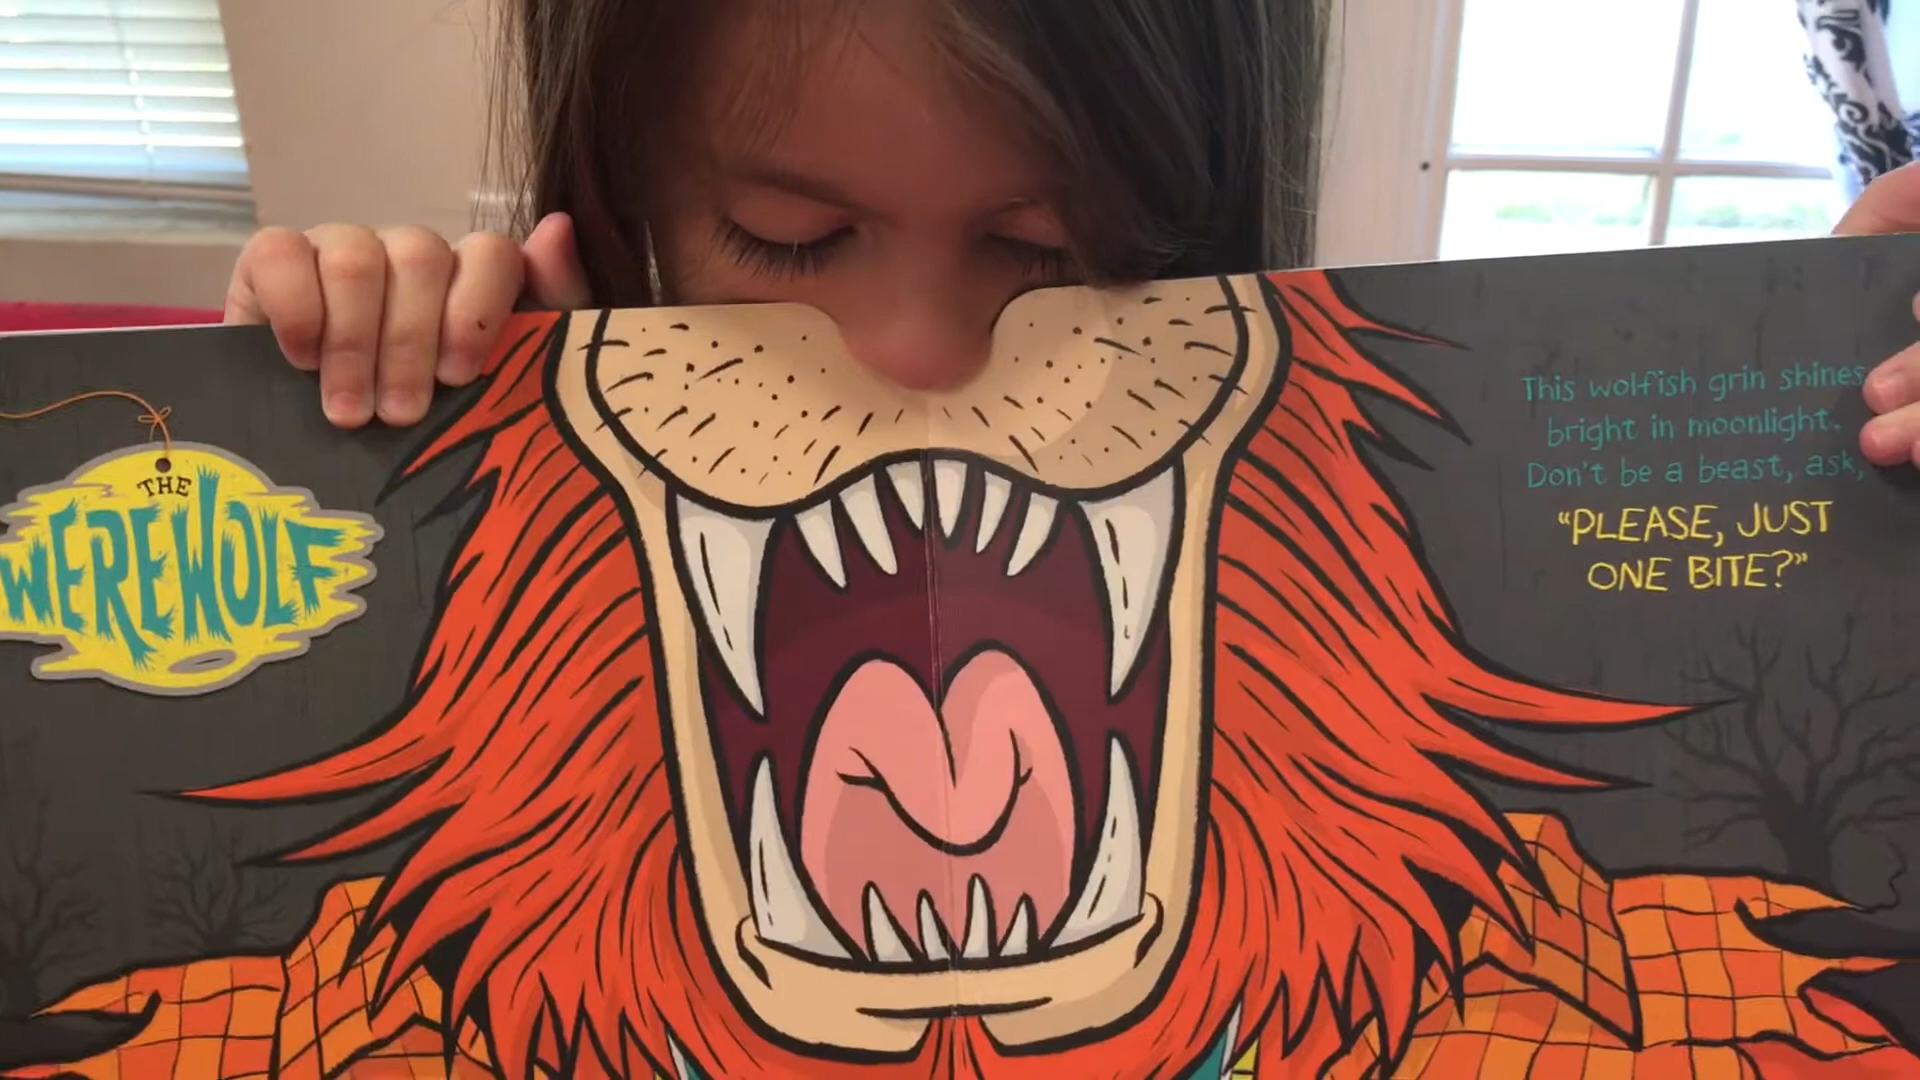 THE
WEREWOLF
This wolfish grin shines
bright in moonlight.
Don't be a beast, ask,
“PLEASE, JUST
ONE BITE?”